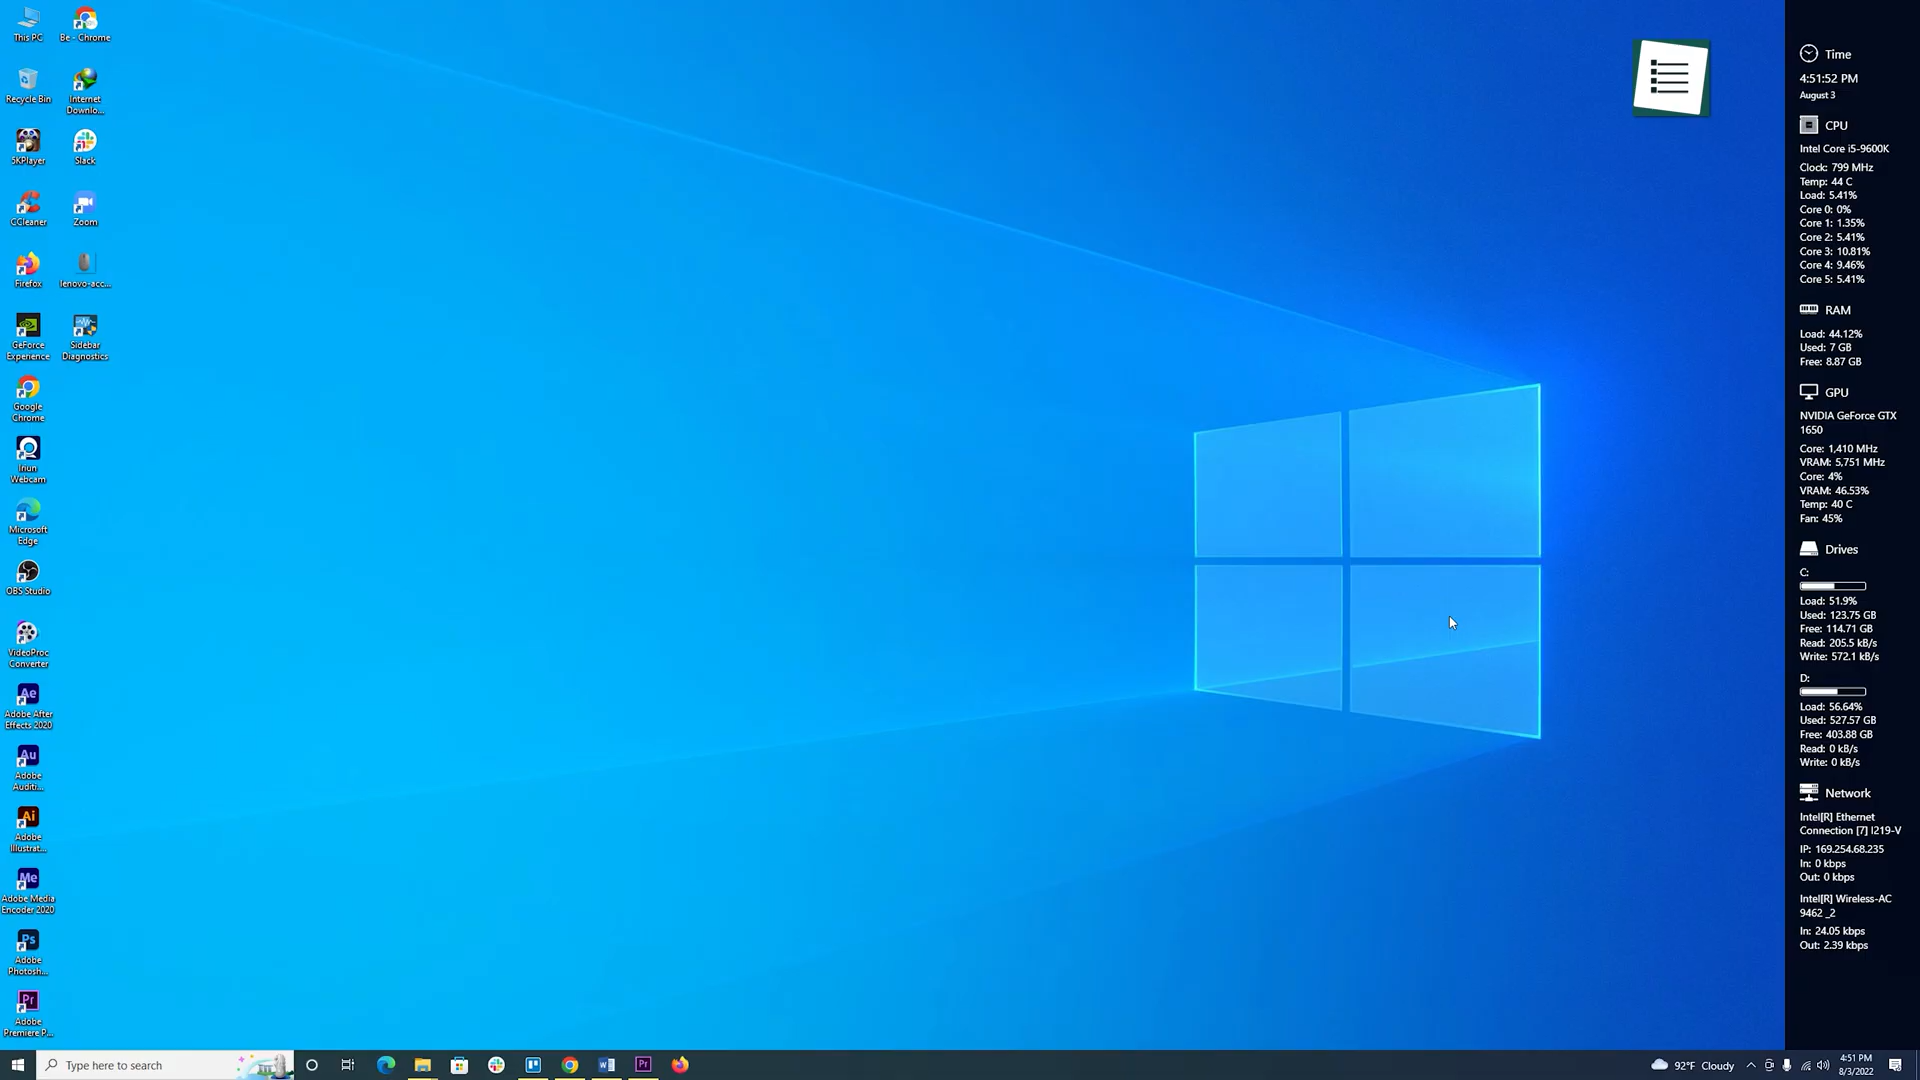 This PC
Be - Chrome
Recycle Bin
Internet
Downlo...
5KPlayer
Slack
CCleaner
Zoom
Firefox
lenovo-acc...
GeForce
Experience
Sidebar
Diagnostics
Google
Chrome
Iriun
Webcam
Microsoft
Edge
OBS Studio
VideoProc
Converter
Ae
Adobe After
Effects 2020
Au
Adobe
Auditi...
Ai
Adobe
Illustrat...
Me
Adobe Media
Encoder 2020
Ps
Adobe
Photosh...
Pr
Adobe
Premiere P...
Time
4:51:52 PM
August 3
CPU
Intel Core i5-9600K
Clock: 799 MHz
Temp: 44 C
Load: 5.41%
Core 0: 0%
Core 1: 1.35%
Core 2: 5.41%
Core 3: 10.81%
Core 4: 9.46%
Core 5: 5.41%
RAM
Load: 44.12%
Used: 7 GB
Free: 8.87 GB
GPU
NVIDIA GeForce GTX
1650
Core: 1,410 MHz
VRAM: 5,751 MHz
Core: 4%
VRAM: 46.53%
Temp: 40 C
Fan: 45%
Drives
C:
Load: 51.9%
Used: 123.75 GB
Free: 114.71 GB
Read: 205.5 kB/s
Write: 572.1 kB/s
D:
Load: 56.64%
Used: 527.57 GB
Free: 403.88 GB
Read: 0 kB/s
Write: 0 kB/s
Network
Intel[R] Ethernet
Connection [7] I219-V
IP: 169.254.68.235
In: 0 kbps
Out: 0 kbps
Intel[R] Wireless-AC
9462 _2
In: 24.05 kbps
Out: 2.39 kbps
Type here to search
W
Pr
92°F Cloudy
4:51 PM
8/3/2022